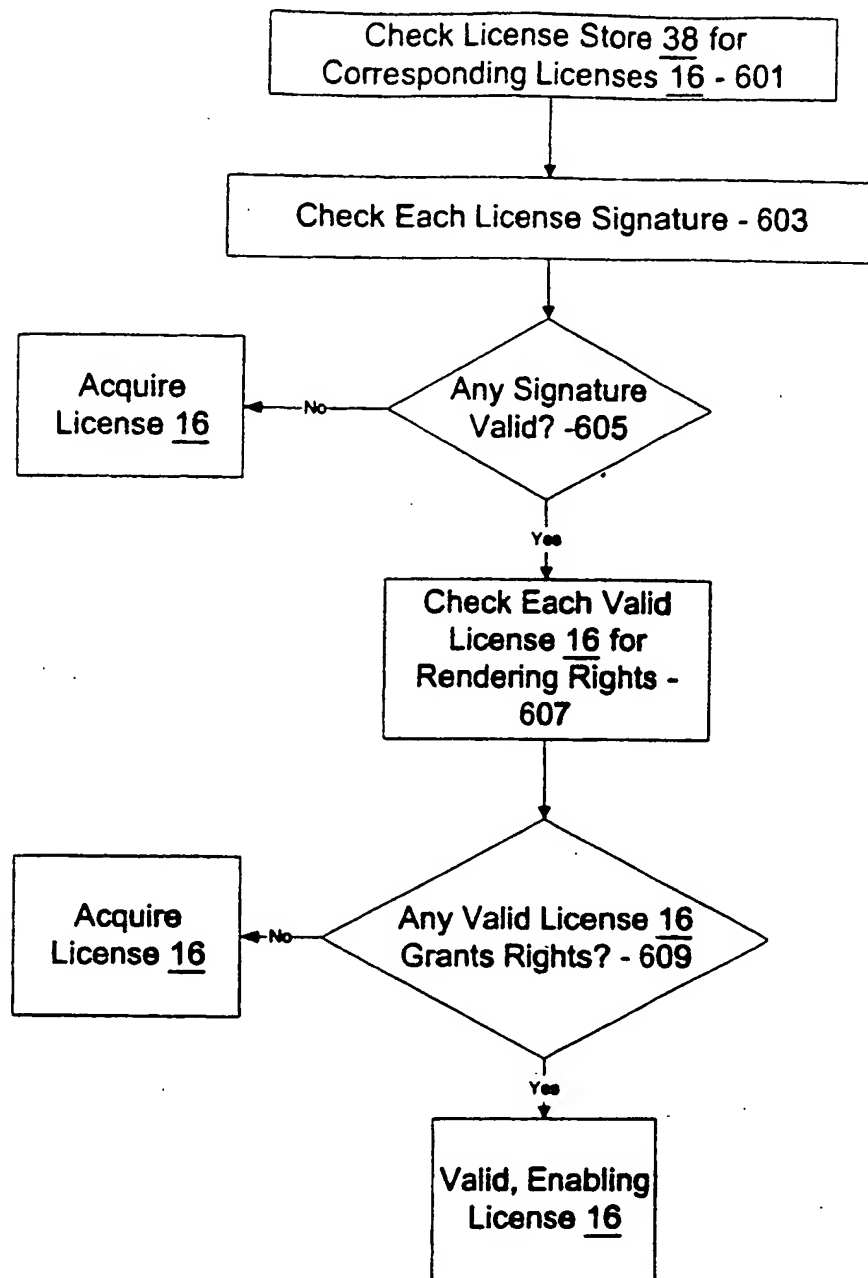 Check License Store 38 for
Corresponding Licenses 16 - 601
Check Each License Signature - 603
Any Signature
Valid? -605
No
Acquire
License 16
Yes
Check Each Valid
License 16 for
Rendering Rights -
607
Any Valid License 16
Grants Rights? - 609
No
Acquire
License 16
Yes
Valid, Enabling
License 16